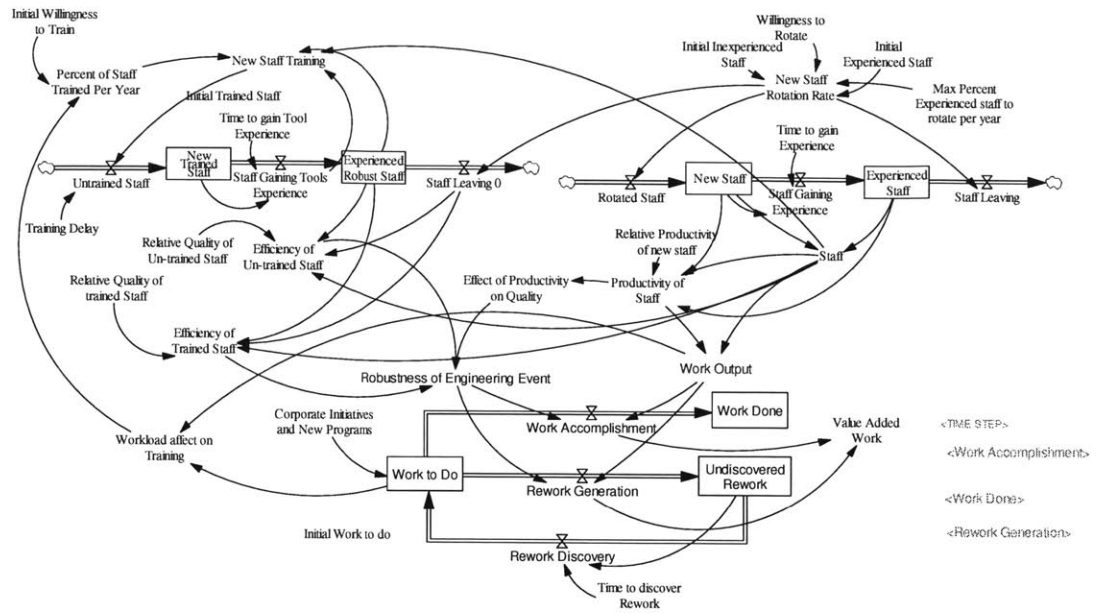 Initial Willingness
to Train
Willingness to
Rotate
Initial Inexperienced
Staff
Initial
Experienced Staff
New Staff Training
Percent of Staff
Trained Per Year
New Staff
Rotation Rate
Max Percent
Experienced staff to
rotate per year
Initial Trained Staff
Time to gain Tool
Experience
Time to gain
Experience
New
Trained
Staff
Experienced
Robust Staff
Untrained Staff
Staff Gaining Tools
Experience
Staff Leaving 0
New Staff
Experienced
Staff
Rotated Staff
Staff Gaining
Experience
Staff Leaving
Training Delay
Relative Quality of
Un-trained Staff
Efficiency of
Un-trained Staff
Relative Productivity
of new staff
Staff
Relative Quality of
trained Staff
Effect of Productivity
on Quality
Productivity of
Staff
Efficiency of
Trained Staff
Robustness of Engineering Event
Work Output
Corporate Initiatives
and New Programs
Work Done
Work Accomplishment
Value Added
Work
<TIME STEP>
<Work Accomplishment>
Workload affect on
Training
Work to Do
Undiscovered
Rework
Rework Generation
<Work Done>
Initial Work to do
<Rework Generation>
Rework Discovery
Time to discover
Rework